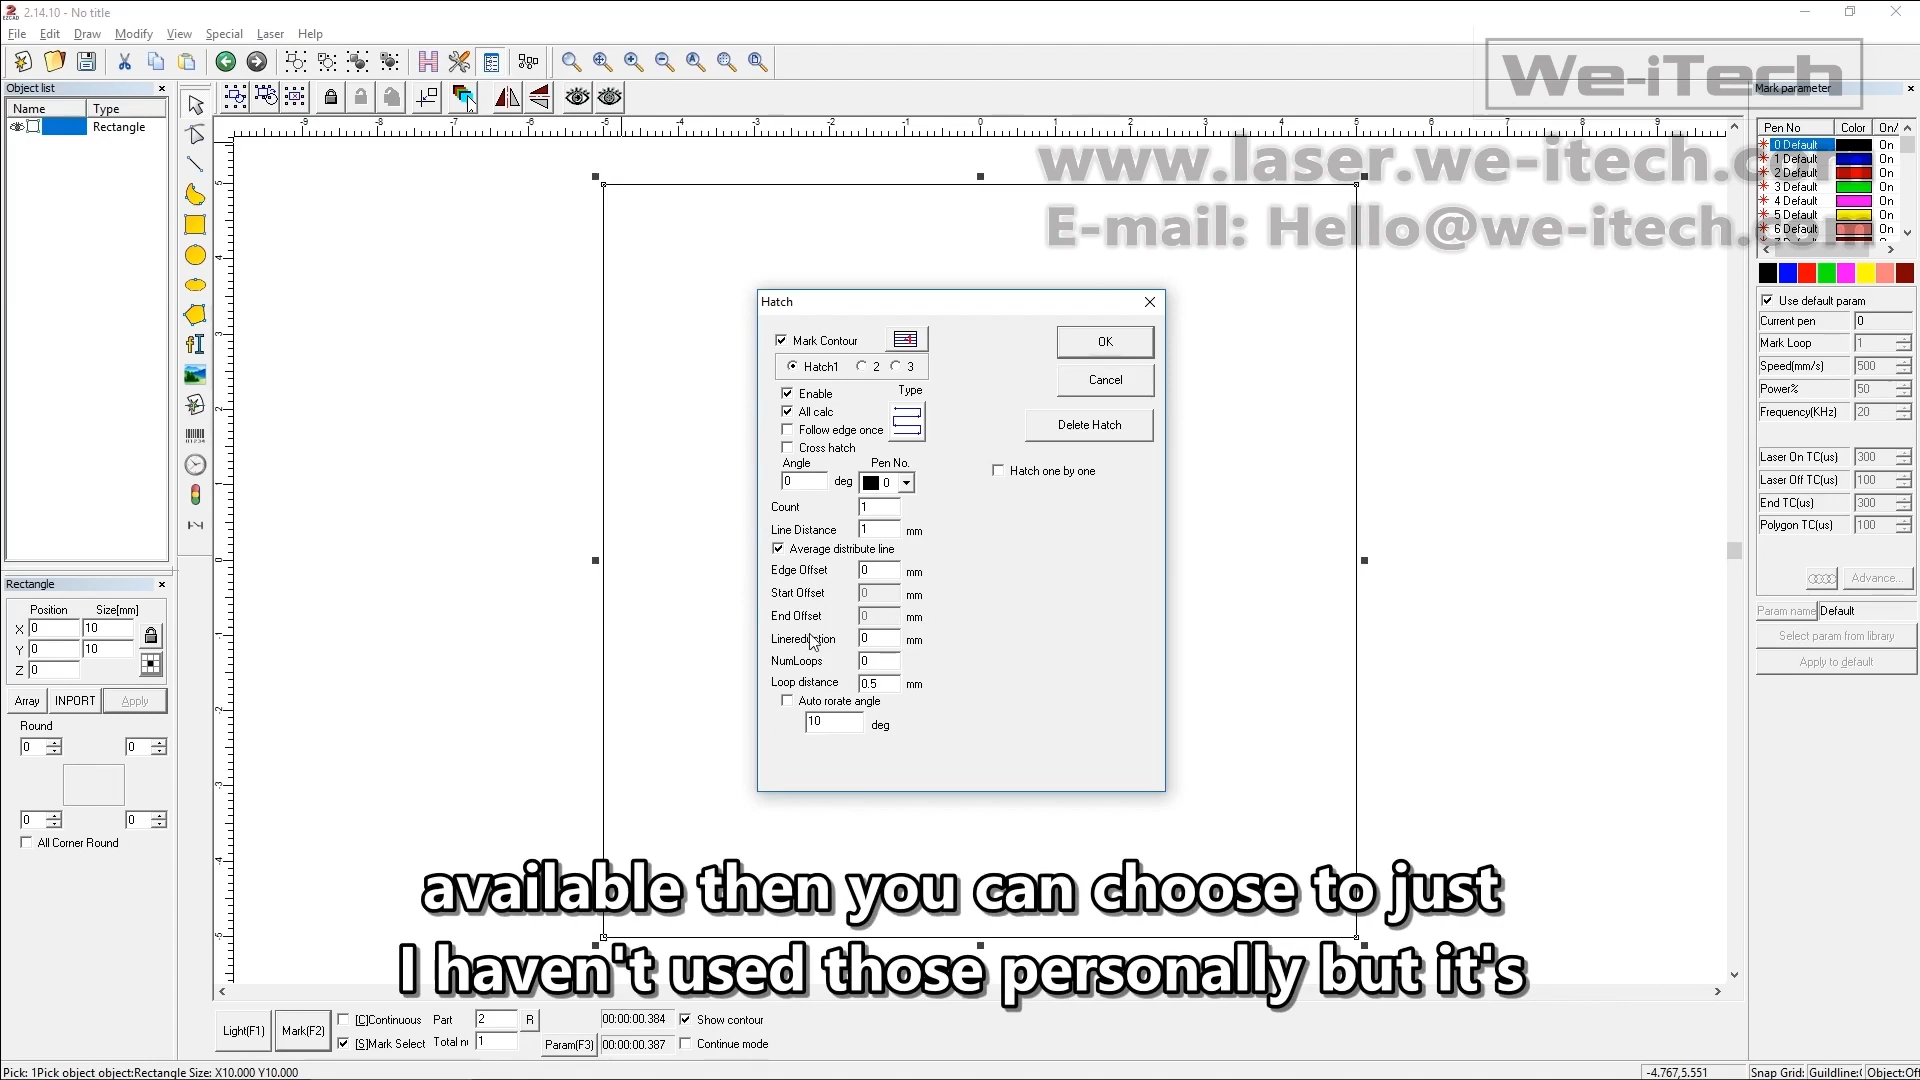 2.14.10 - No title
File Edit Draw Modify View Special Laser Help
We-iTech
Object list
Mark parameter
Name Type
Rectangle
Pen No Color On/
0 Default On
1 Default On
2 Default On
3 Default On
4 Default On
5 Default On
6 Default On
www.laser.we-itech.com
E-mail: Hello@we-itech.com
Hatch
Mark Contour
OK
Hatch1 2 3
Cancel
Enable
Type
All calc
Follow edge once
Delete Hatch
Cross hatch
Angle Pen No.
Hatch one by one
0 deg 0
Count 1
Line Distance 1 mm
Average distribute line
Edge Offset 0 mm
Start Offset 0 mm
End Offset 0 mm
Linereduction 0 mm
NumLoops 0
Loop distance 0.5 mm
Auto rorate angle
10 deg
Use default param
Current pen 0
Mark Loop 1
Speed(mm/s) 500
Power% 50
Frequency(KHz) 20
Laser On TC(us) 300
Laser Off TC(us) 100
End TC(us) 300
Polygon TC(us) 100
Advance...
Param name Default
Select param from library
Apply to default
Rectangle
Position Size[mm]
X 0 10
Y 0 10
Z 0
Array INPORT Apply
Round
0 0
0 0
All Corner Round
available then you can choose to just
I haven't used those personally but it's
Light(F1) Mark(F2) [C]Continuous Part 2 R 00:00:00.384 Show contour
[S]Mark Select Total nu 1 Param(F3) 00:00:00.387 Continue mode
Pick: 1Pick object object:Rectangle Size: X10.000 Y10.000
-4.767,5.551 Snap Grid: Guildline:( Object:Off